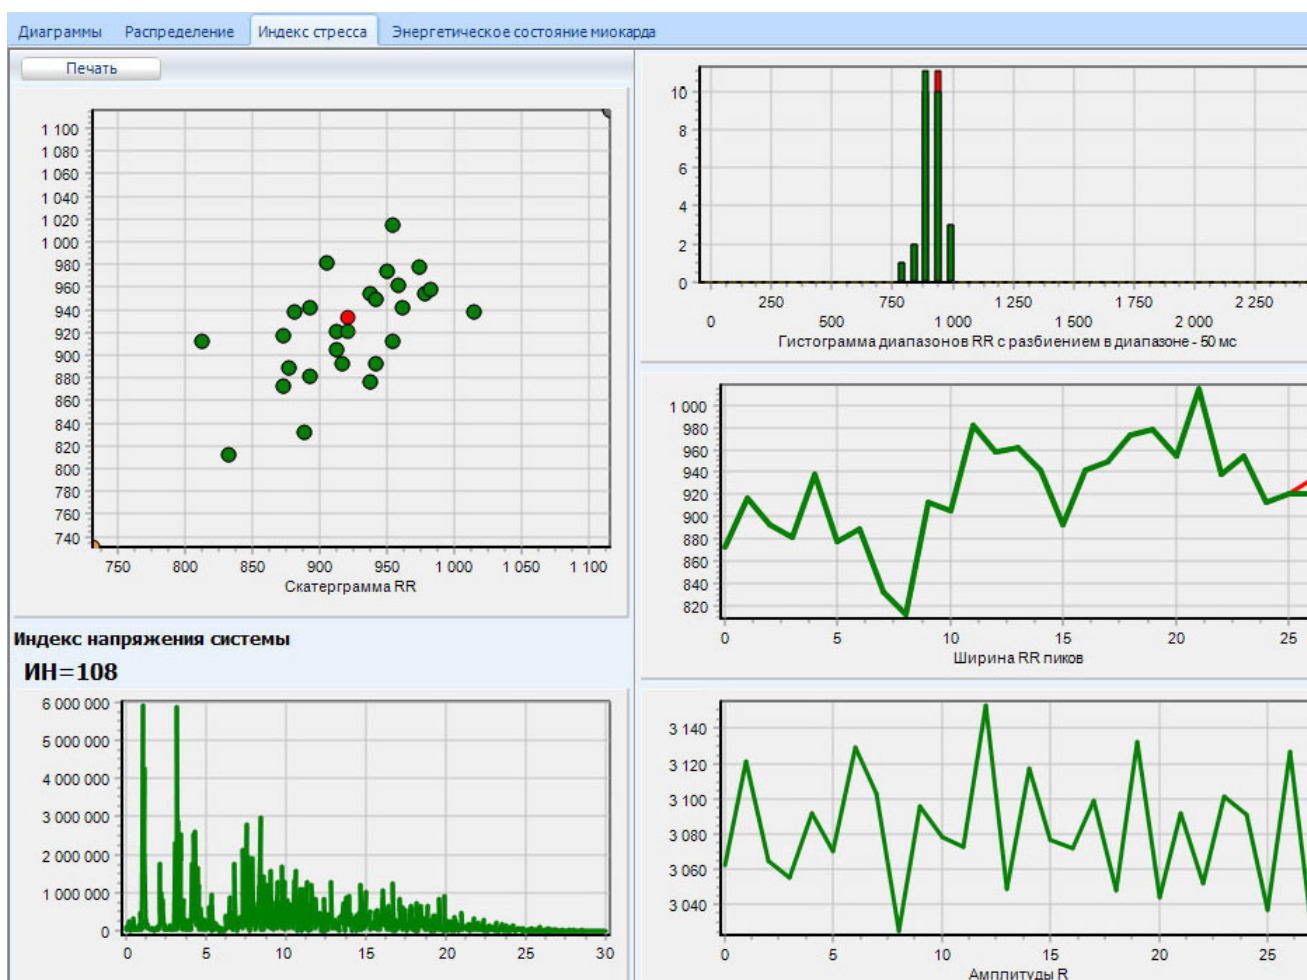 Диаграммы Распределение Индекс стресса Энергетическое состояние миокарда
Печать
1 100
1 080
1 060
1 040
1 020
1 000
980
960
940
920
900
880
860
840
820
800
780
760
740
750 800 850 900 950 1 000 1 050 1 100
Скатерграмма RR
Индекс напряжения системы
ИН=108
6 000 000
5 000 000
4 000 000
3 000 000
2 000 000
1 000 000
0
0 5 10 15 20 25 30
10
8
6
4
2
0
250 750 1 250 1 750 2 250
0 500 1 000 1 500 2 000
Гистограмма диапазонов RR с разбиением в диапазоне - 50 мс
1 000
980
960
940
920
900
880
860
840
820
0 5 10 15 20 25
Ширина RR пиков
3 140
3 120
3 100
3 080
3 060
3 040
0 5 10 15 20 25
Амплитуды R